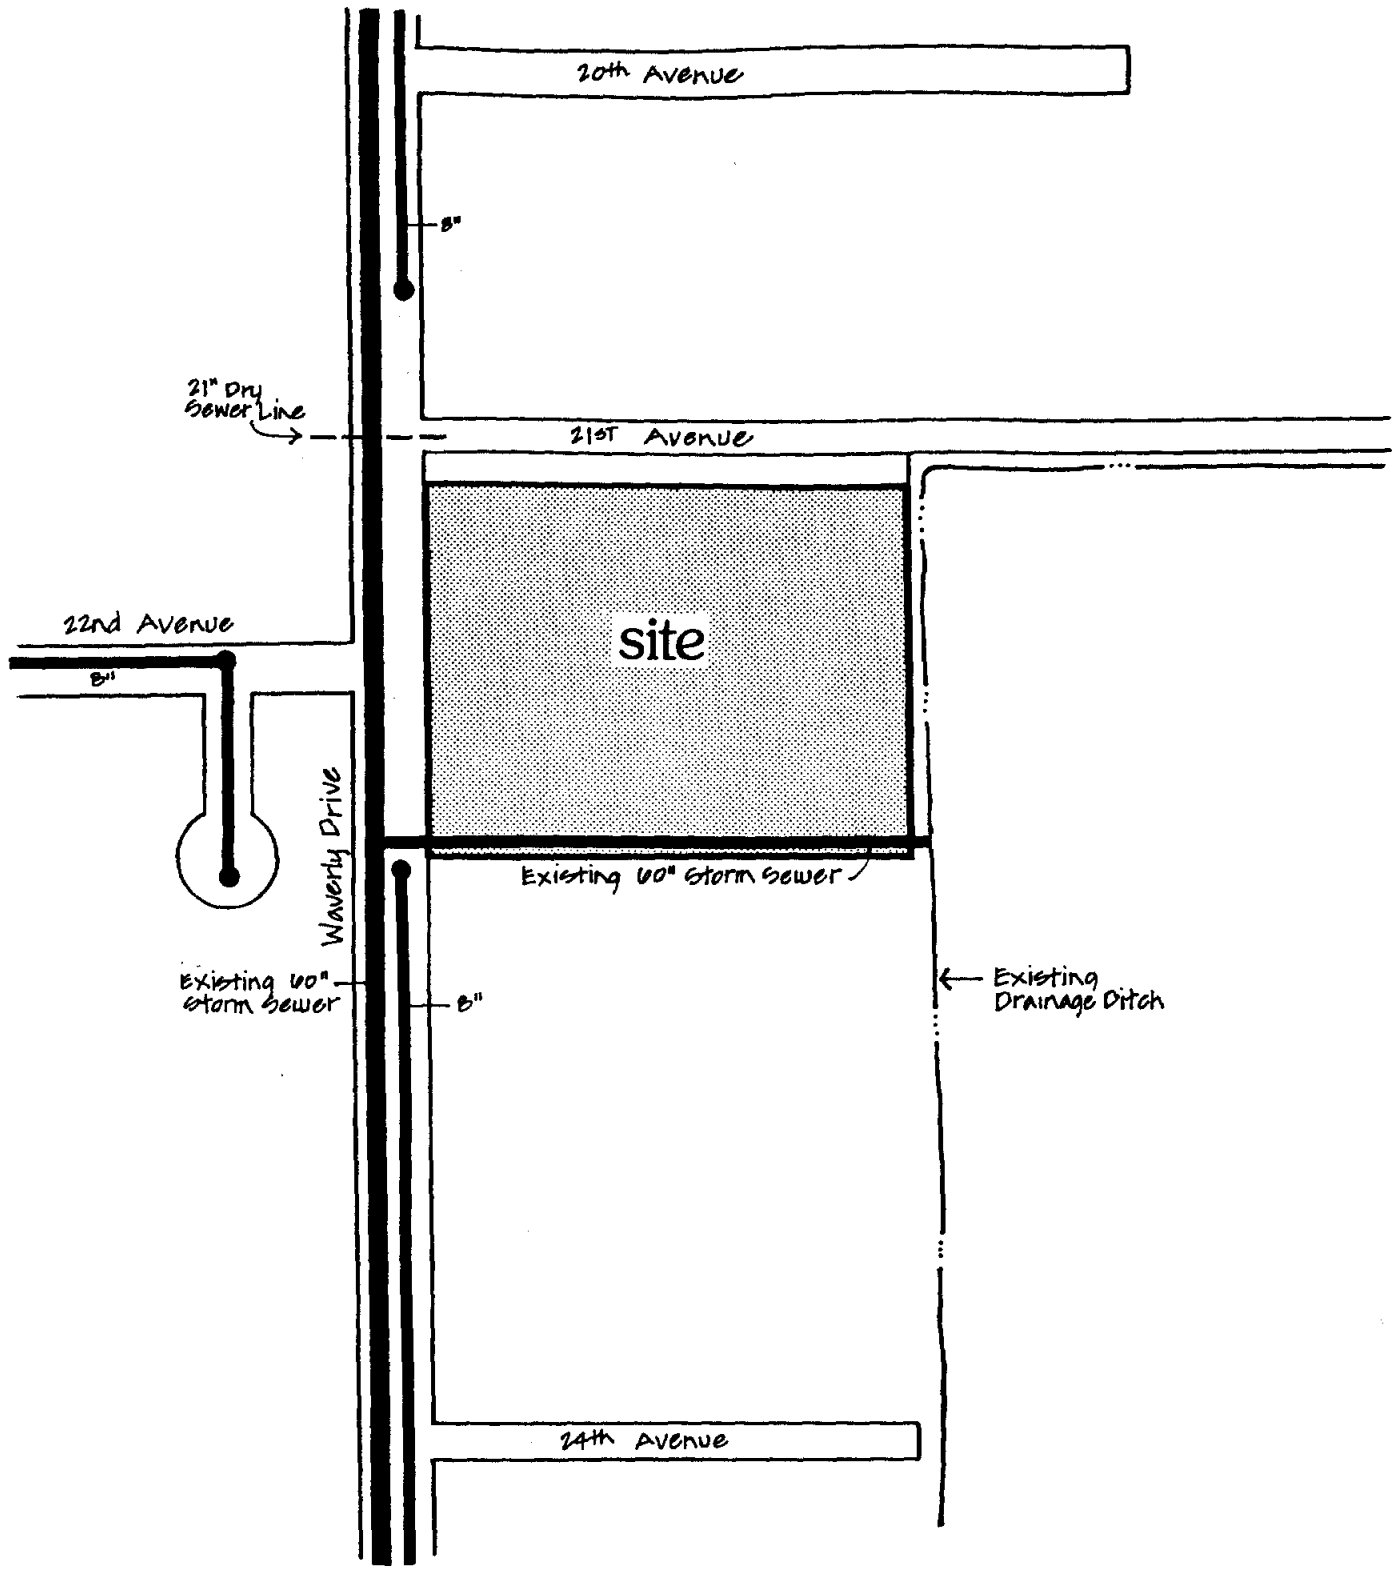 20th Avenue
8"
21" Dry
Sewer Line
21ST Avenue
22nd Avenue
8"
site
Waverly Drive
Existing 60" Storm Sewer
Existing 60"
Storm Sewer
8"
Existing
Drainage Ditch
24th Avenue